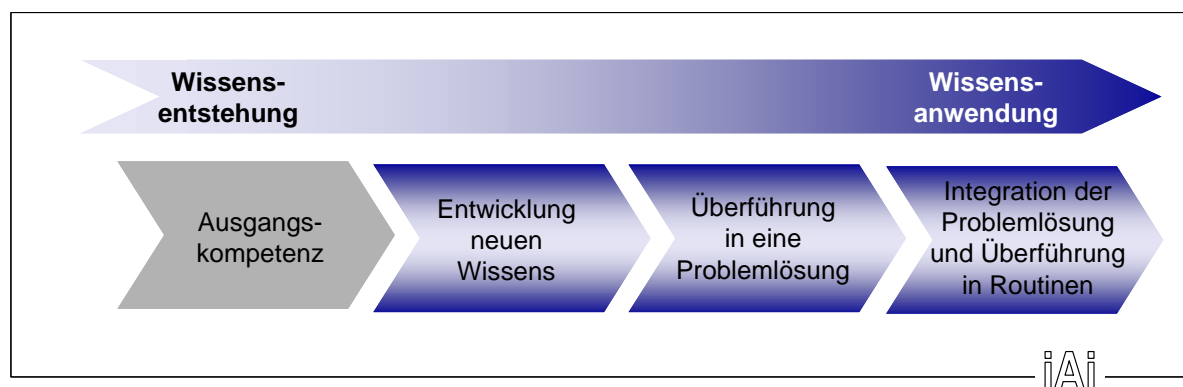 Wissens-
entstehung
Wissens-
anwendung
Ausgangs-
kompetenz
Entwicklung
neuen
Wissens
Überführung
in eine
Problemlösung
Integration der
Problemlösung
und Überführung
in Routinen
iAi